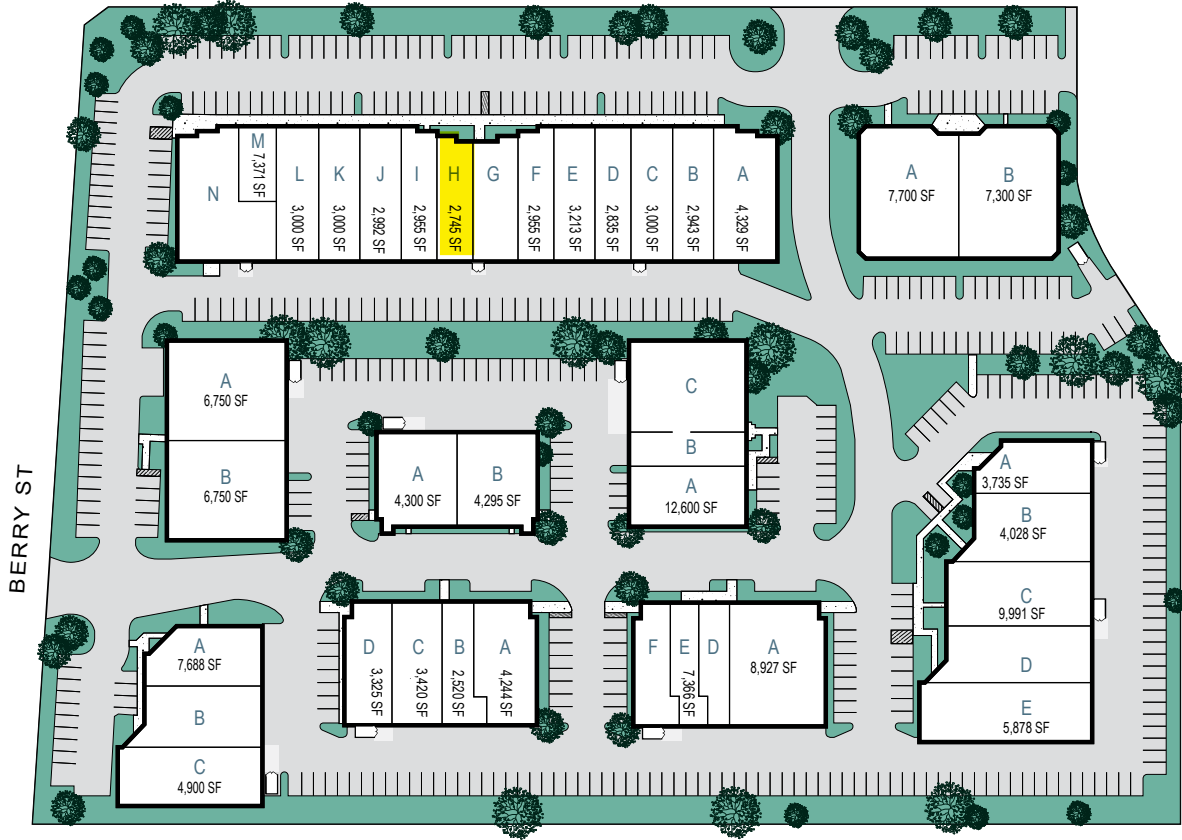 M
7,371 SF
N
L
3,000 SF
K
3,000 SF
J
2,992 SF
I
2,955 SF
H
2,745 SF
G
F
2,955 SF
E
3,213 SF
D
2,835 SF
C
3,000 SF
B
2,943 SF
A
4,329 SF
A
7,700 SF
B
7,300 SF
A
6,750 SF
B
6,750 SF
A
4,300 SF
B
4,295 SF
C
B
A
12,600 SF
A
3,735 SF
B
4,028 SF
C
9,991 SF
D
E
5,878 SF
BERRY ST
A
7,688 SF
B
C
4,900 SF
D
3,325 SF
C
3,420 SF
B
2,520 SF
A
4,244 SF
F
E
7,366 SF
D
A
8,927 SF